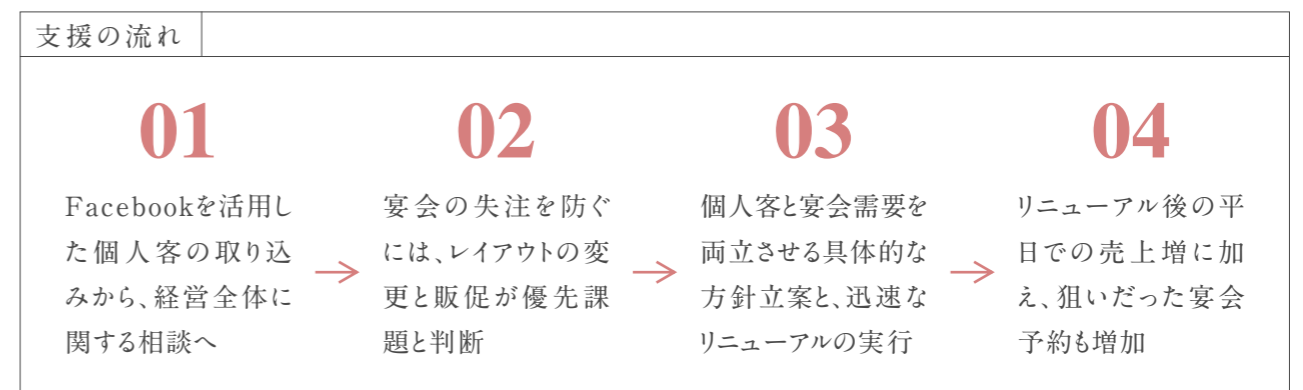 支援の流れ
01
Facebookを活用し
た個人客の取り込
みから、経営全体に
関する相談へ
02
宴会の失注を防ぐ
には、レイアウトの変
更と販促が優先課
題と判断
03
個人客と宴会需要を
両立させる具体的な
方針立案と、迅速な
リニューアルの実行
04
リニューアル後の平
日での売上増に加
え、狙いだった宴会
予約も増加